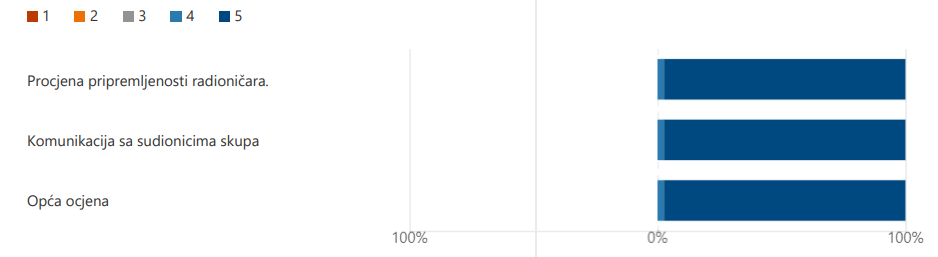 1 2 3 4 5
Procjena pripremljenosti radioničara.
Komunikacija sa sudionicima skupa
Opća ocjena
100% 0% 100%